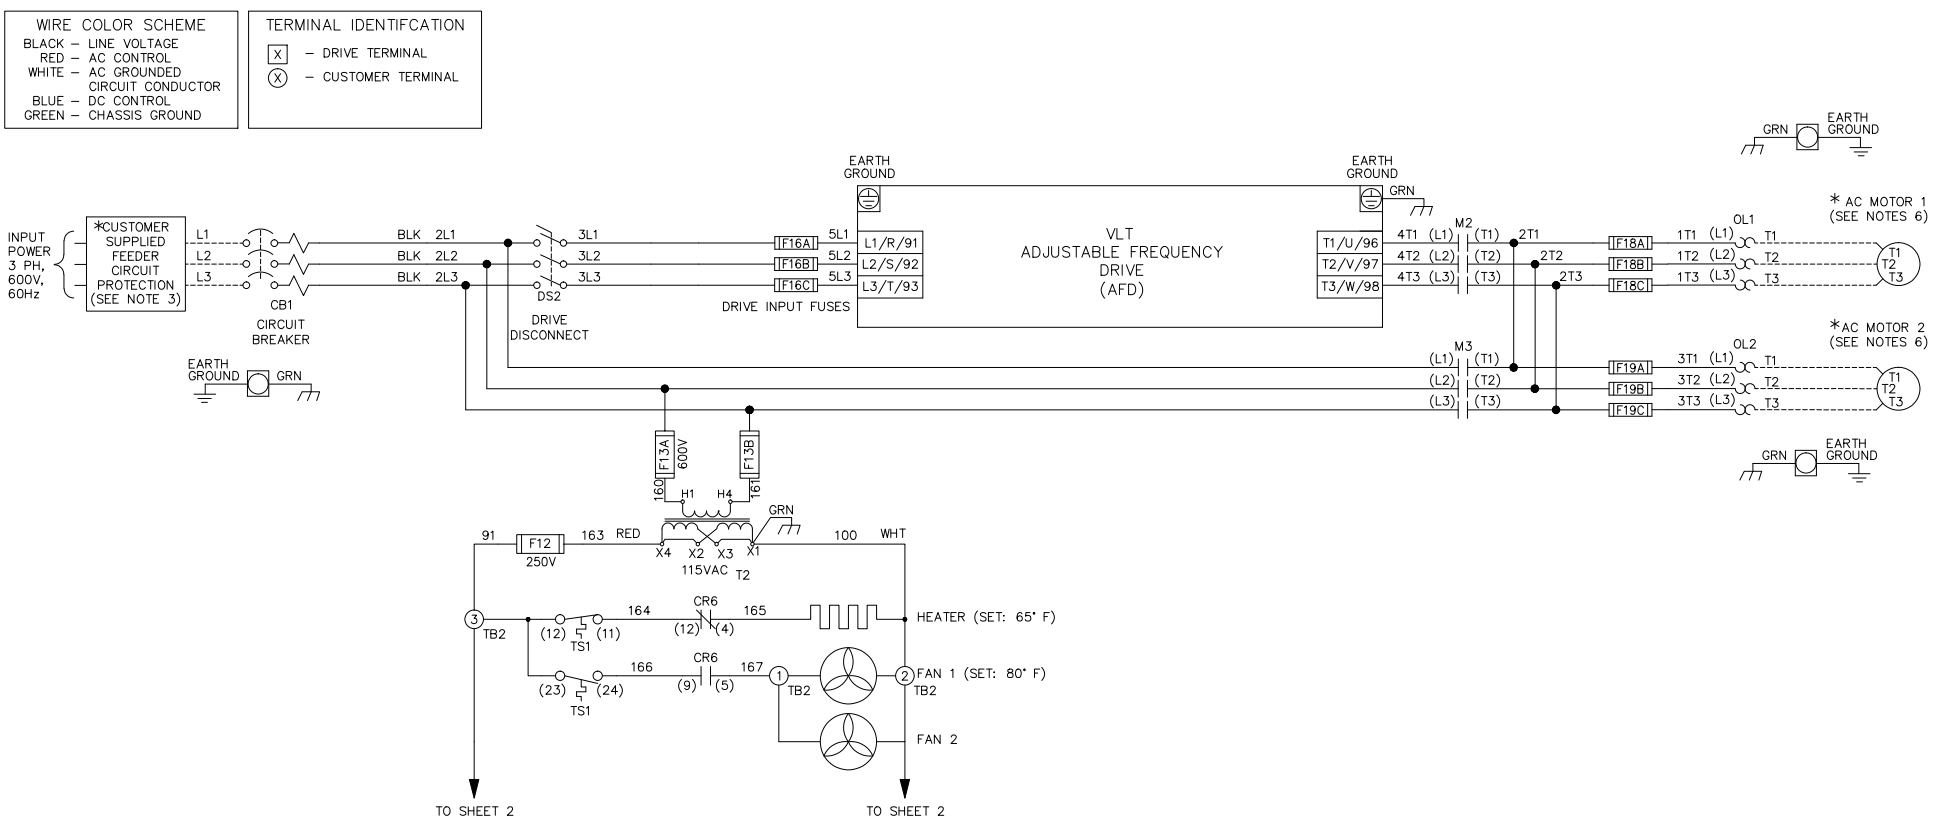 WIRE COLOR SCHEME
BLACK – LINE VOLTAGE
RED – AC CONTROL
WHITE – AC GROUNDED
CIRCUIT CONDUCTOR
BLUE – DC CONTROL
GREEN – CHASSIS GROUND
TERMINAL IDENTIFCATION
X – DRIVE TERMINAL
X – CUSTOMER TERMINAL
INPUT
POWER
3 PH,
600V,
60Hz
*CUSTOMER
SUPPLIED
FEEDER
CIRCUIT
PROTECTION
(SEE NOTE 3)
L1
L2
L3
CB1
CIRCUIT
BREAKER
BLK 2L1
BLK 2L2
BLK 2L3
3L1
3L2
3L3
DS2
DRIVE
DISCONNECT
F16A
F16B
F16C
DRIVE INPUT FUSES
5L1
5L2
5L3
EARTH
GROUND
L1/R/91
L2/S/92
L3/T/93
VLT
ADJUSTABLE FREQUENCY
DRIVE
(AFD)
EARTH
GROUND
GRN
T1/U/96
T2/V/97
T3/W/98
4T1 (L1) M2 (T1) 2T1
4T2 (L2) (T2) 2T2
4T3 (L3) (T3) 2T3
F18A
F18B
F18C
1T1 (L1) OL1 T1
1T2 (L2) T2
1T3 (L3) T3
GRN
EARTH
GROUND
* AC MOTOR 1
(SEE NOTES 6)
T1
T2
T3
EARTH
GROUND
GRN
(L1) M3 (T1)
(L2) (T2)
(L3) (T3)
F19A
F19B
F19C
3T1 (L1) OL2 T1
3T2 (L2) T2
3T3 (L3) T3
* AC MOTOR 2
(SEE NOTES 6)
T1
T2
T3
GRN
EARTH
GROUND
F13A
600V
F13B
160
161
H1 H4
GRN
91
F12
250V
163 RED
X4 X2 X3 X1
115VAC T2
100 WHT
3
TB2
(12) (11)
TS1
164
CR6
(12) (4)
165
HEATER (SET: 65° F)
(23) (24)
TS1
166
CR6
(9) (5)
167
1
TB2
2
TB2
FAN 1 (SET: 80° F)
FAN 2
TO SHEET 2
TO SHEET 2